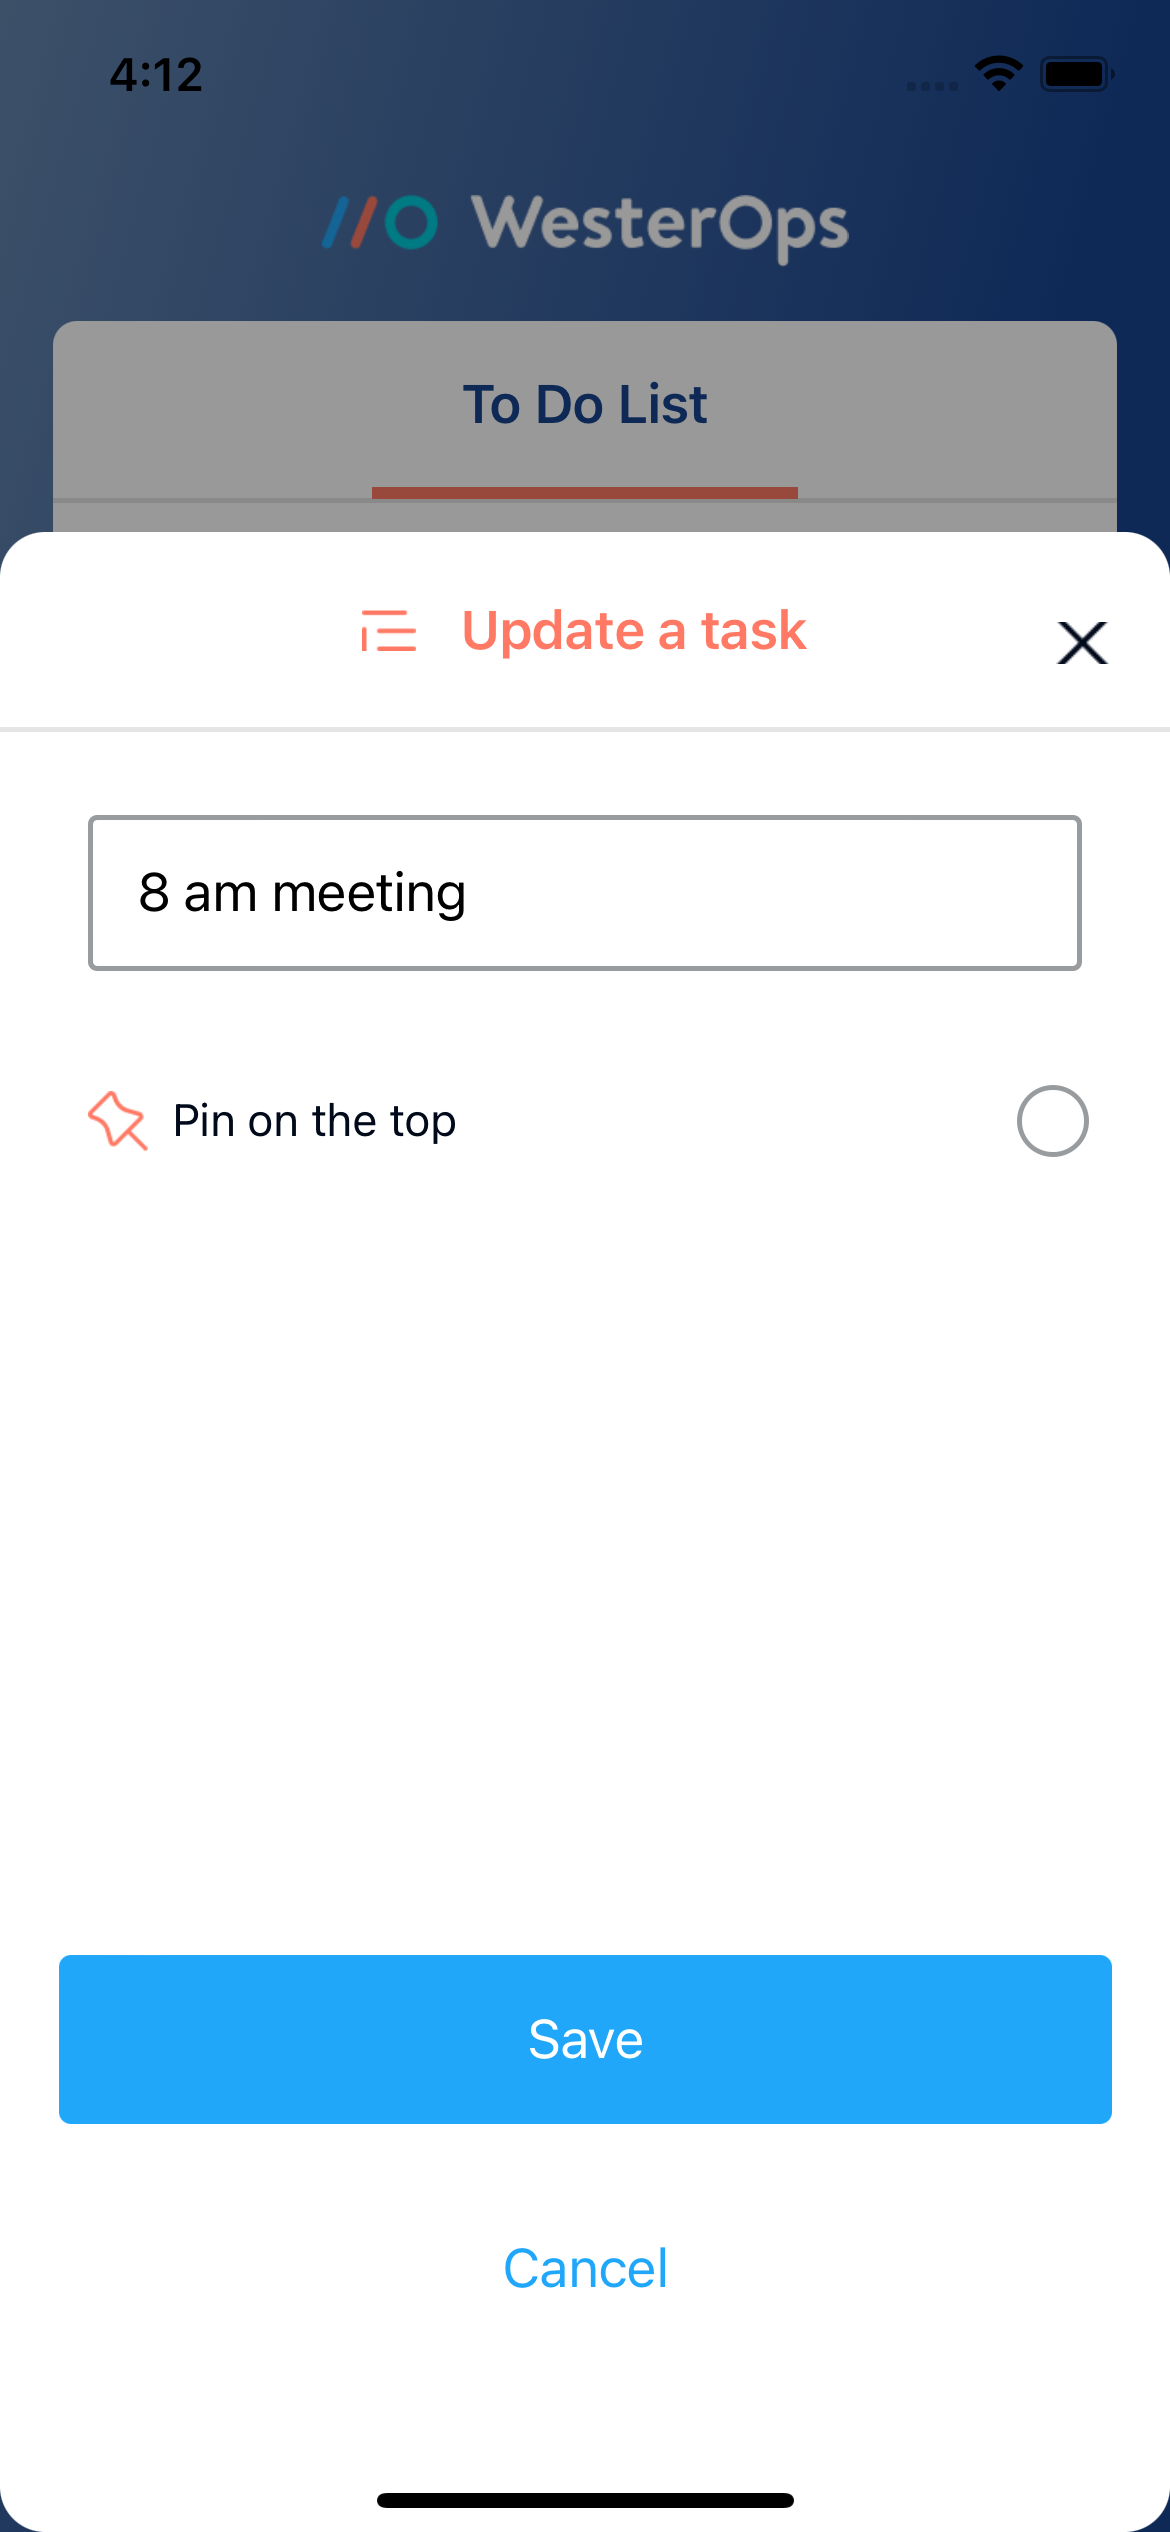 4:12
WesterOps
To Do List
Update a task
8 am meeting
Pin on the top
Save
Cancel